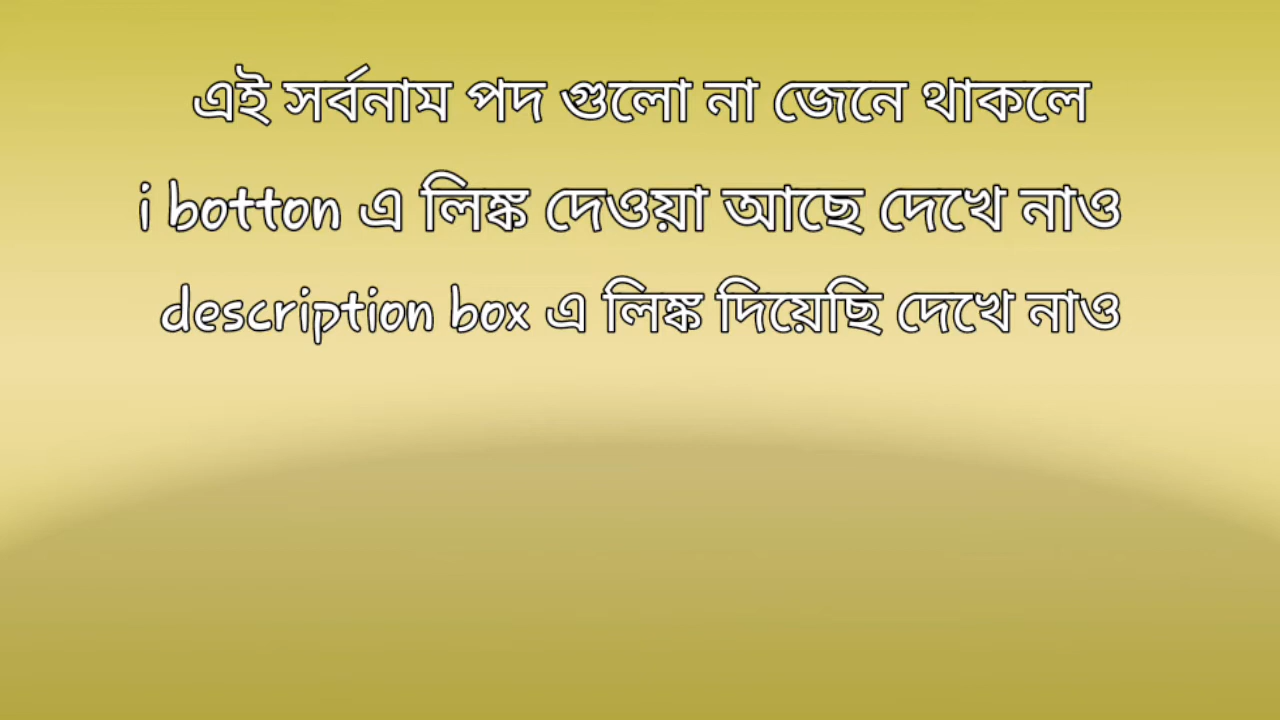 এই সর্বনাম পদ গুলো না জেনে থাকলে
i botton এ লিঙ্ক দেওয়া আছে দেখে নাও
description box এ লিঙ্ক দিয়েছি দেখে নাও